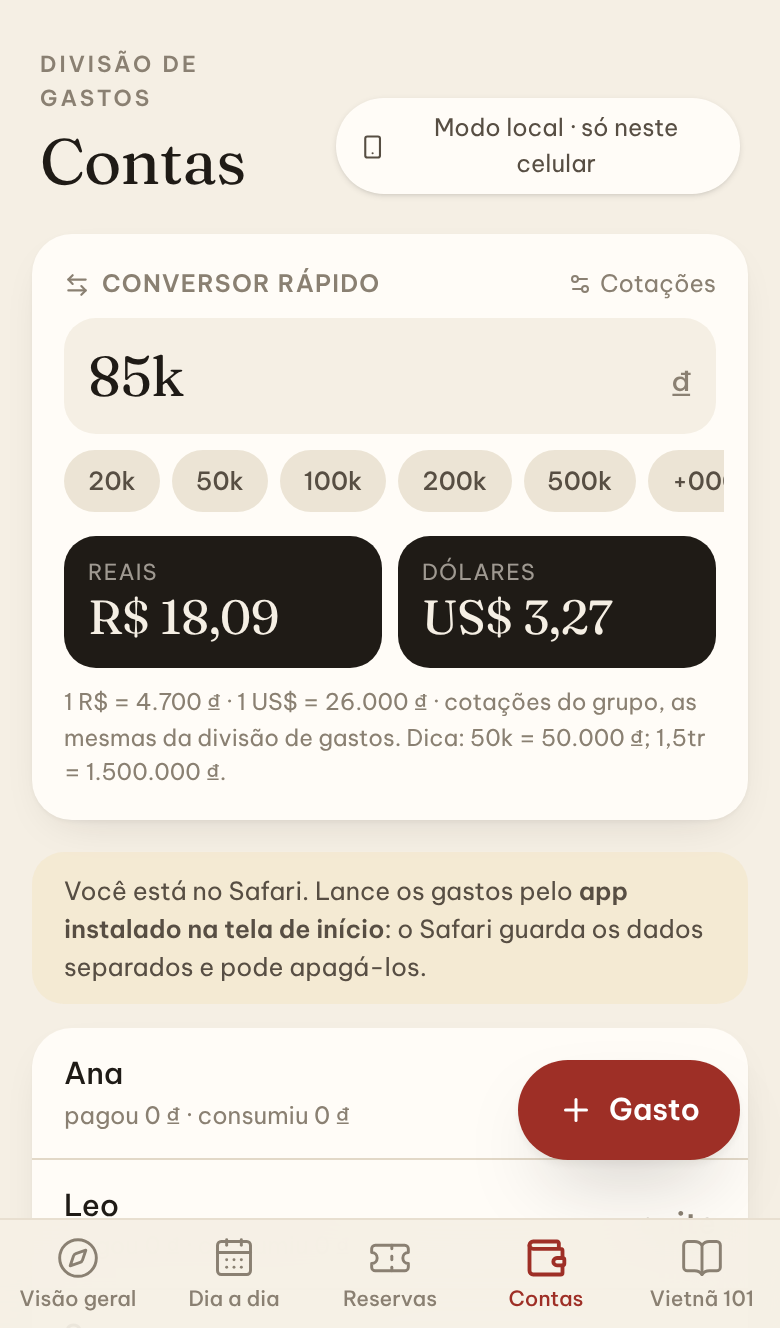 DIVISÃO DE
GASTOS
Contas
Modo local · só neste
celular
CONVERSOR RÁPIDO
Cotações
85k
₫
20k
50k
100k
200k
500k
REAIS
R$ 18,09
DÓLARES
US$ 3,27
1 R$ = 4.700 ₫ · 1 US$ = 26.000 ₫ · cotações do grupo, as
mesmas da divisão de gastos. Dica: 50k = 50.000 ₫; 1,5tr
= 1.500.000 ₫.
Você está no Safari. Lance os gastos pelo app
instalado na tela de início: o Safari guarda os dados
separados e pode apagá-los.
Ana
pagou 0 ₫ · consumiu 0 ₫
+ Gasto
Leo
Visão geral
Dia a dia
Reservas
Contas
Vietnã 101